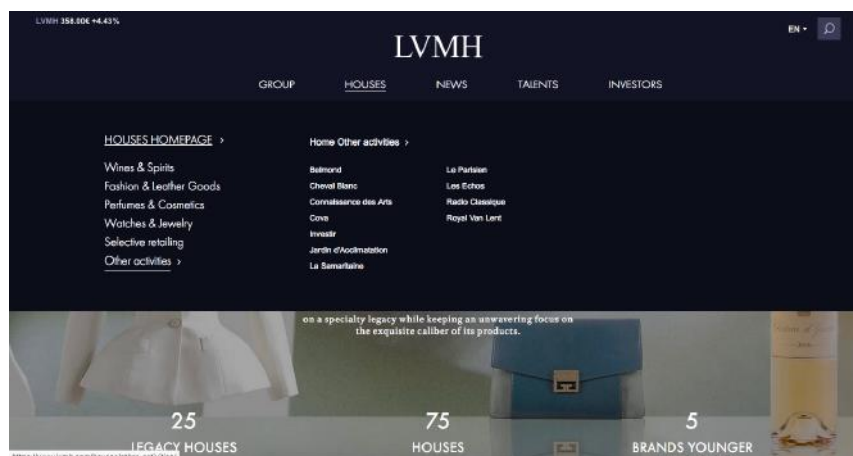 LVMH 358.00€ +4.43%
EN
LVMH
GROUP
HOUSES
NEWS
TALENTS
INVESTORS
HOUSES HOMEPAGE >
Wines & Spirits
Fashion & Leather Goods
Perfumes & Cosmetics
Watches & Jewelry
Selective retailing
Other activities >
Home Other activities >
Belmond
Cheval Blanc
Connaissance des Arts
Cova
Investir
Jardin d'Acclimatation
La Samaritaine
Le Parisien
Les Echos
Radio Classique
Royal Van Lent
on a specialty legacy while keeping an unwavering focus on
the exquisite caliber of its products.
25
LEGACY HOUSES
75
HOUSES
5
BRANDS YOUNGER